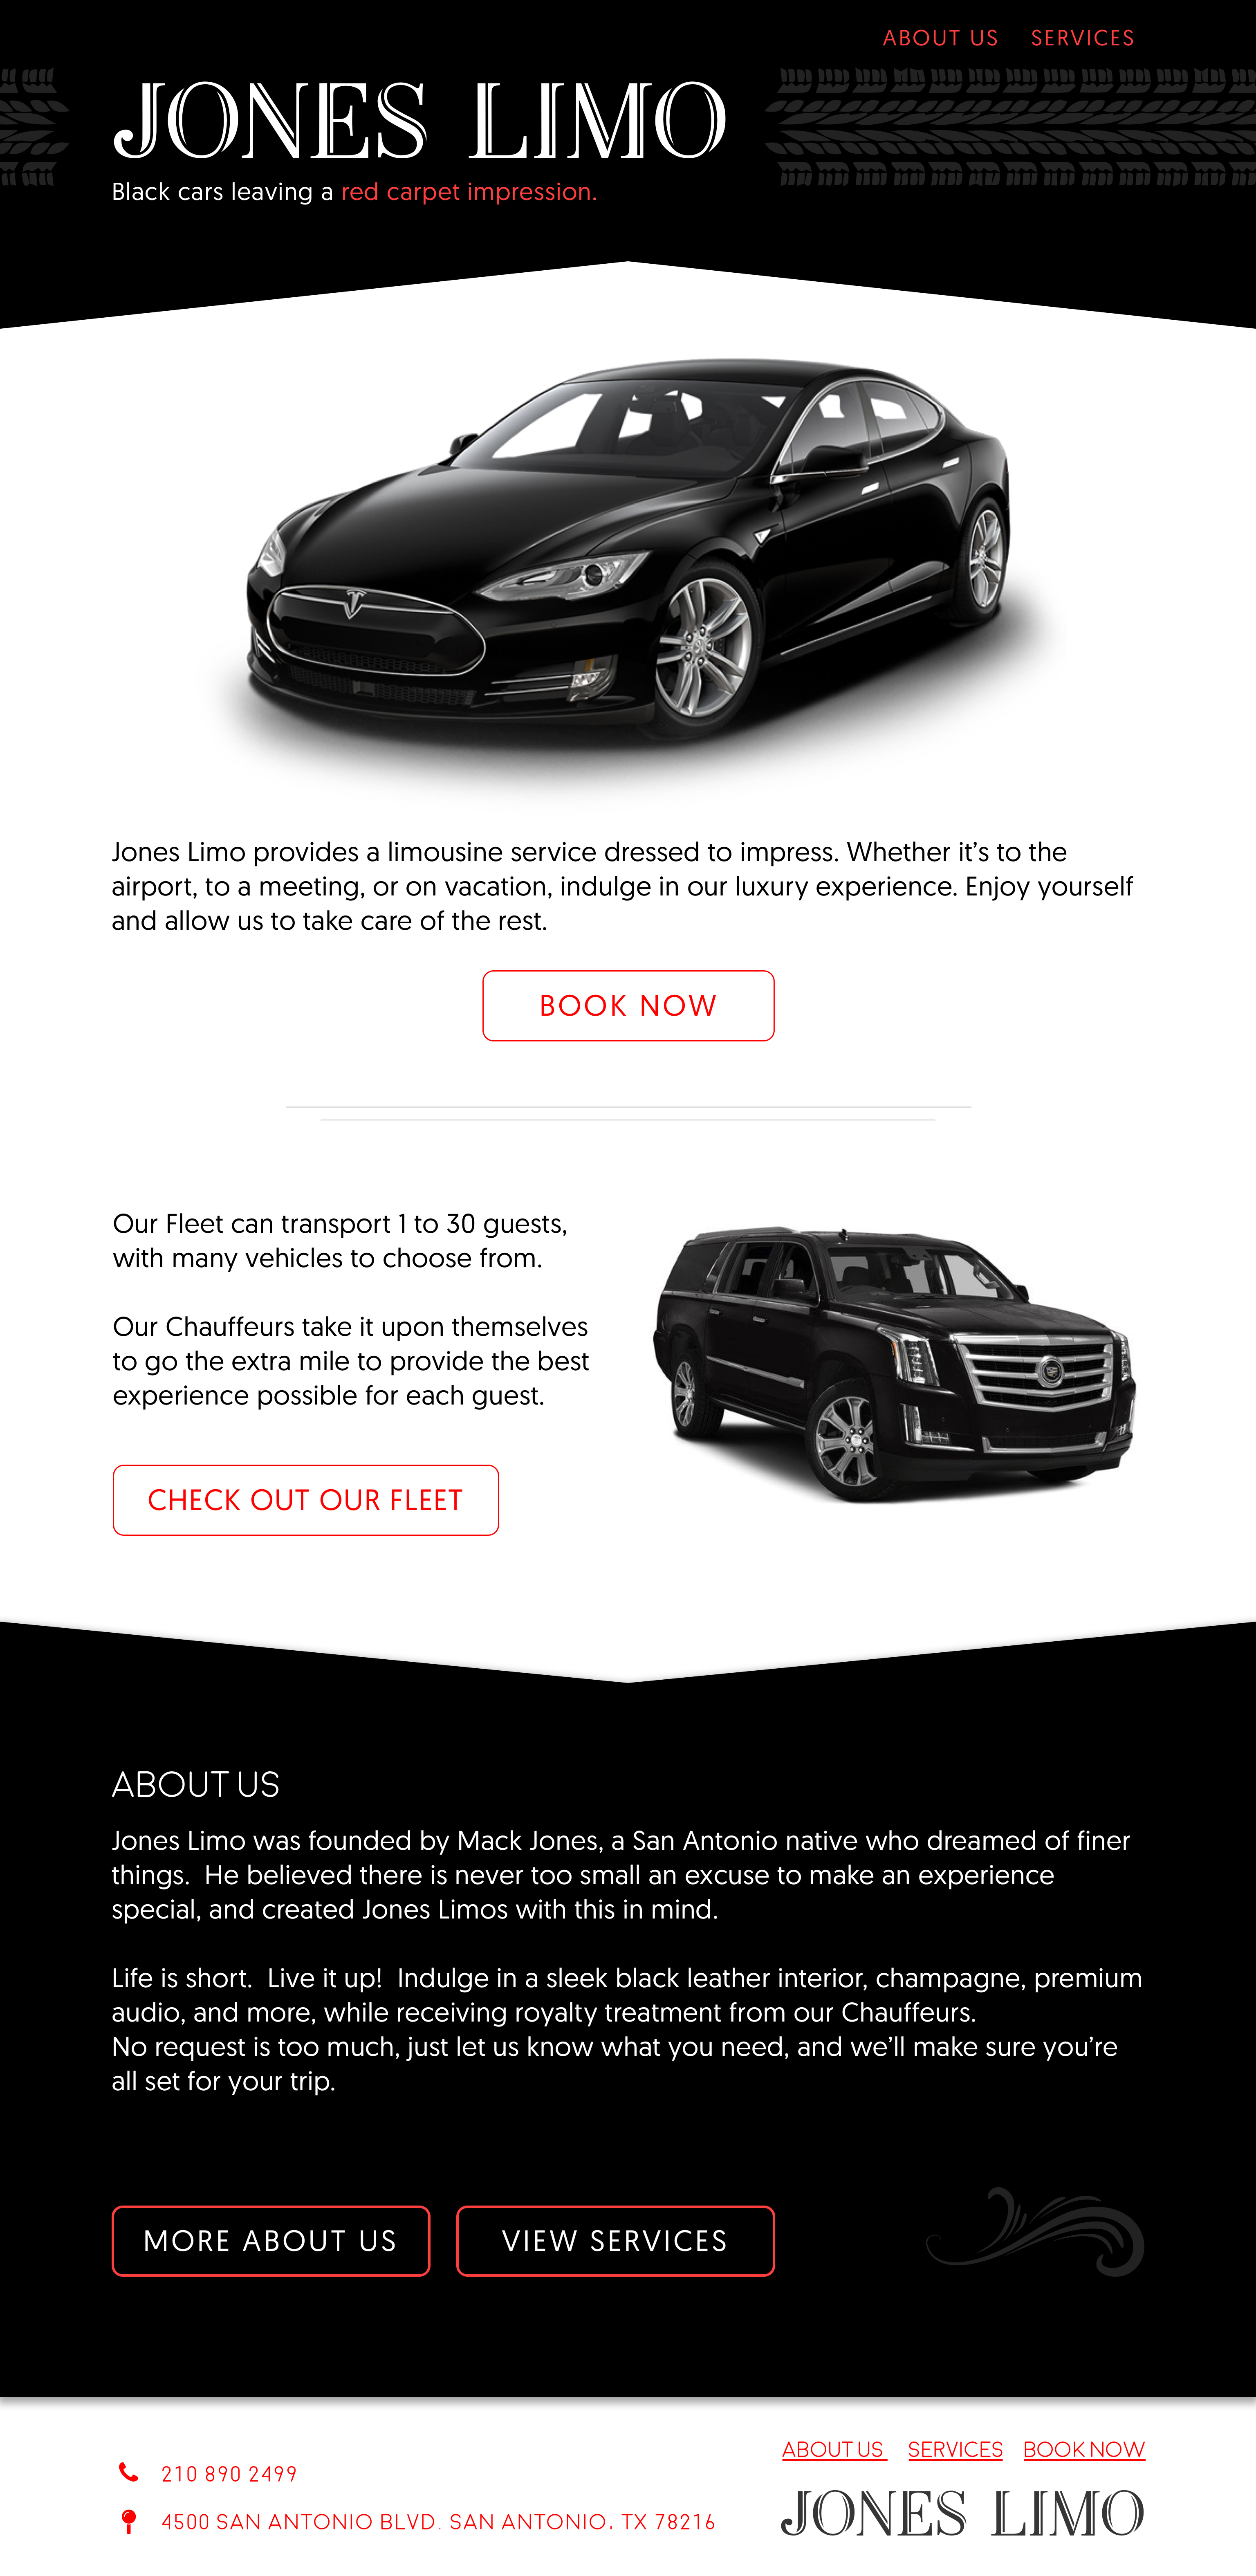 ABOUT US SERVICES
JONES LIMO
Black cars leaving a red carpet impression.
Jones Limo provides a limousine service dressed to impress. Whether it’s to the
airport, to a meeting, or on vacation, indulge in our luxury experience. Enjoy yourself
and allow us to take care of the rest.
BOOK NOW
Our Fleet can transport 1 to 30 guests,
with many vehicles to choose from.
Our Chauffeurs take it upon themselves
to go the extra mile to provide the best
experience possible for each guest.
CHECK OUT OUR FLEET
ABOUT US
Jones Limo was founded by Mack Jones, a San Antonio native who dreamed of finer
things.  He believed there is never too small an excuse to make an experience
special, and created Jones Limos with this in mind.
Life is short.  Live it up!  Indulge in a sleek black leather interior, champagne, premium
audio, and more, while receiving royalty treatment from our Chauffeurs.
No request is too much, just let us know what you need, and we’ll make sure you’re
all set for your trip.
MORE ABOUT US
VIEW SERVICES
ABOUT US SERVICES BOOK NOW
210 890 2499
4500 SAN ANTONIO BLVD. SAN ANTONIO, TX 78216
JONES LIMO